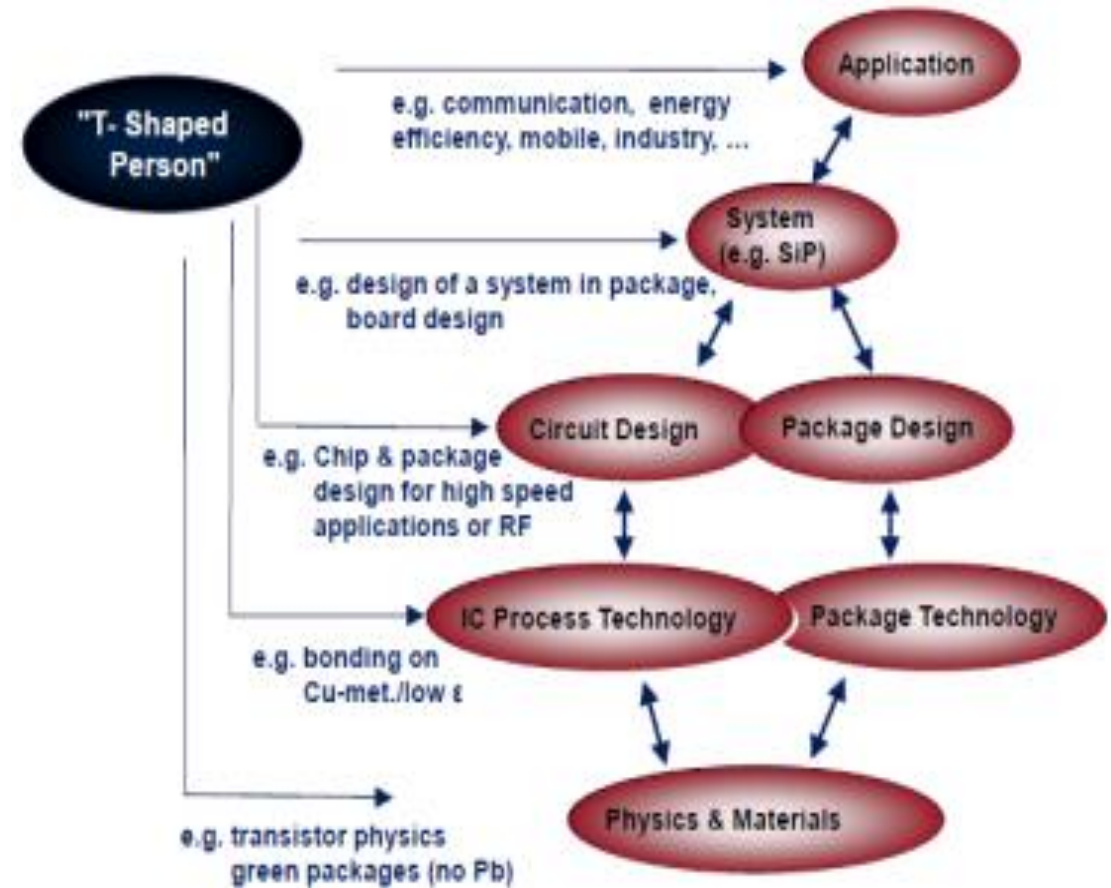 Application
"T- Shaped
Person"
e.g. communication, energy
efficiency, mobile, industry, ...
System
(e.g. SiP)
e.g. design of a system in package,
board design
Circuit Design
Package Design
e.g. Chip & package
design for high speed
applications or RF
IC Process Technology
Package Technology
e.g. bonding on
Cu-met./low ε
Physics & Materials
e.g. transistor physics
green packages (no Pb)